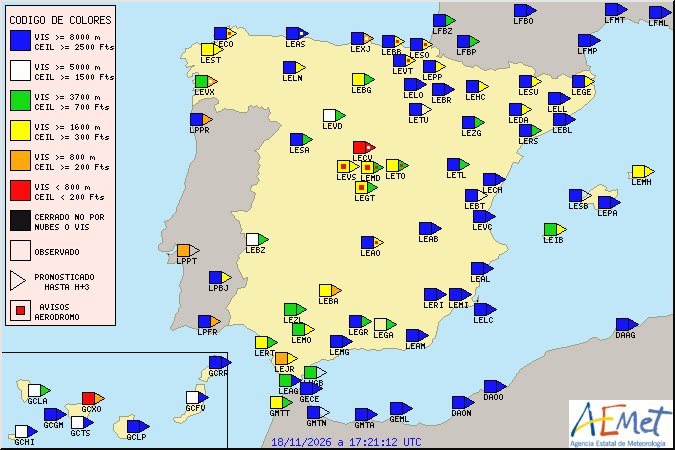 CODIGO DE COLORES
VIS >= 8000 m
CEIL >= 2500 Fts
VIS >= 5000 m
CEIL >= 1500 Fts
VIS >= 3700 m
CEIL >= 700 Fts
VIS >= 1600 m
CEIL >= 300 Fts
VIS >= 800 m
CEIL >= 200 Fts
VIS < 800 m
CEIL < 200 Fts
CERRADO NO POR
NUBES O VIS
OBSERVADO
PRONOSTICADO
HASTA H+3
AVISOS
AERODROMO
LFBO
LFMT
LFML
LFBZ
LFBP
LFMP
LECO
LEAS
LEXJ
LEBB
LESO
LEST
LEVT
LEPP
LELN
LEBG
LEVX
LELO
LEBR
LEHC
LESU
LEGE
LELL
LETU
LEDA
LEVD
LPPR
LEZG
LERS
LEBL
LESA
LECV
LEVS
LEMD
LETO
LETL
LEMH
LEGT
LECH
LEBT
LESB
LEPA
LEVC
LEAB
LEIB
LEBZ
LEAO
LPPT
LEAL
LPBJ
LEBA
LERI
LEMI
LEZL
LELC
LPFR
LEMO
LEGR
LEGA
DAAG
LERT
LEMG
LEAM
LEJR
GCRR
LXGB
LEAG
GECE
DAOO
GCLA
GCXO
GCFV
GMTT
GEML
DAON
GCGM
GCTS
GCLP
GMTN
GMTA
GCHI
18/11/2026 a 17:21:12 UTC
AEMet
Agencia Estatal de Meteorología